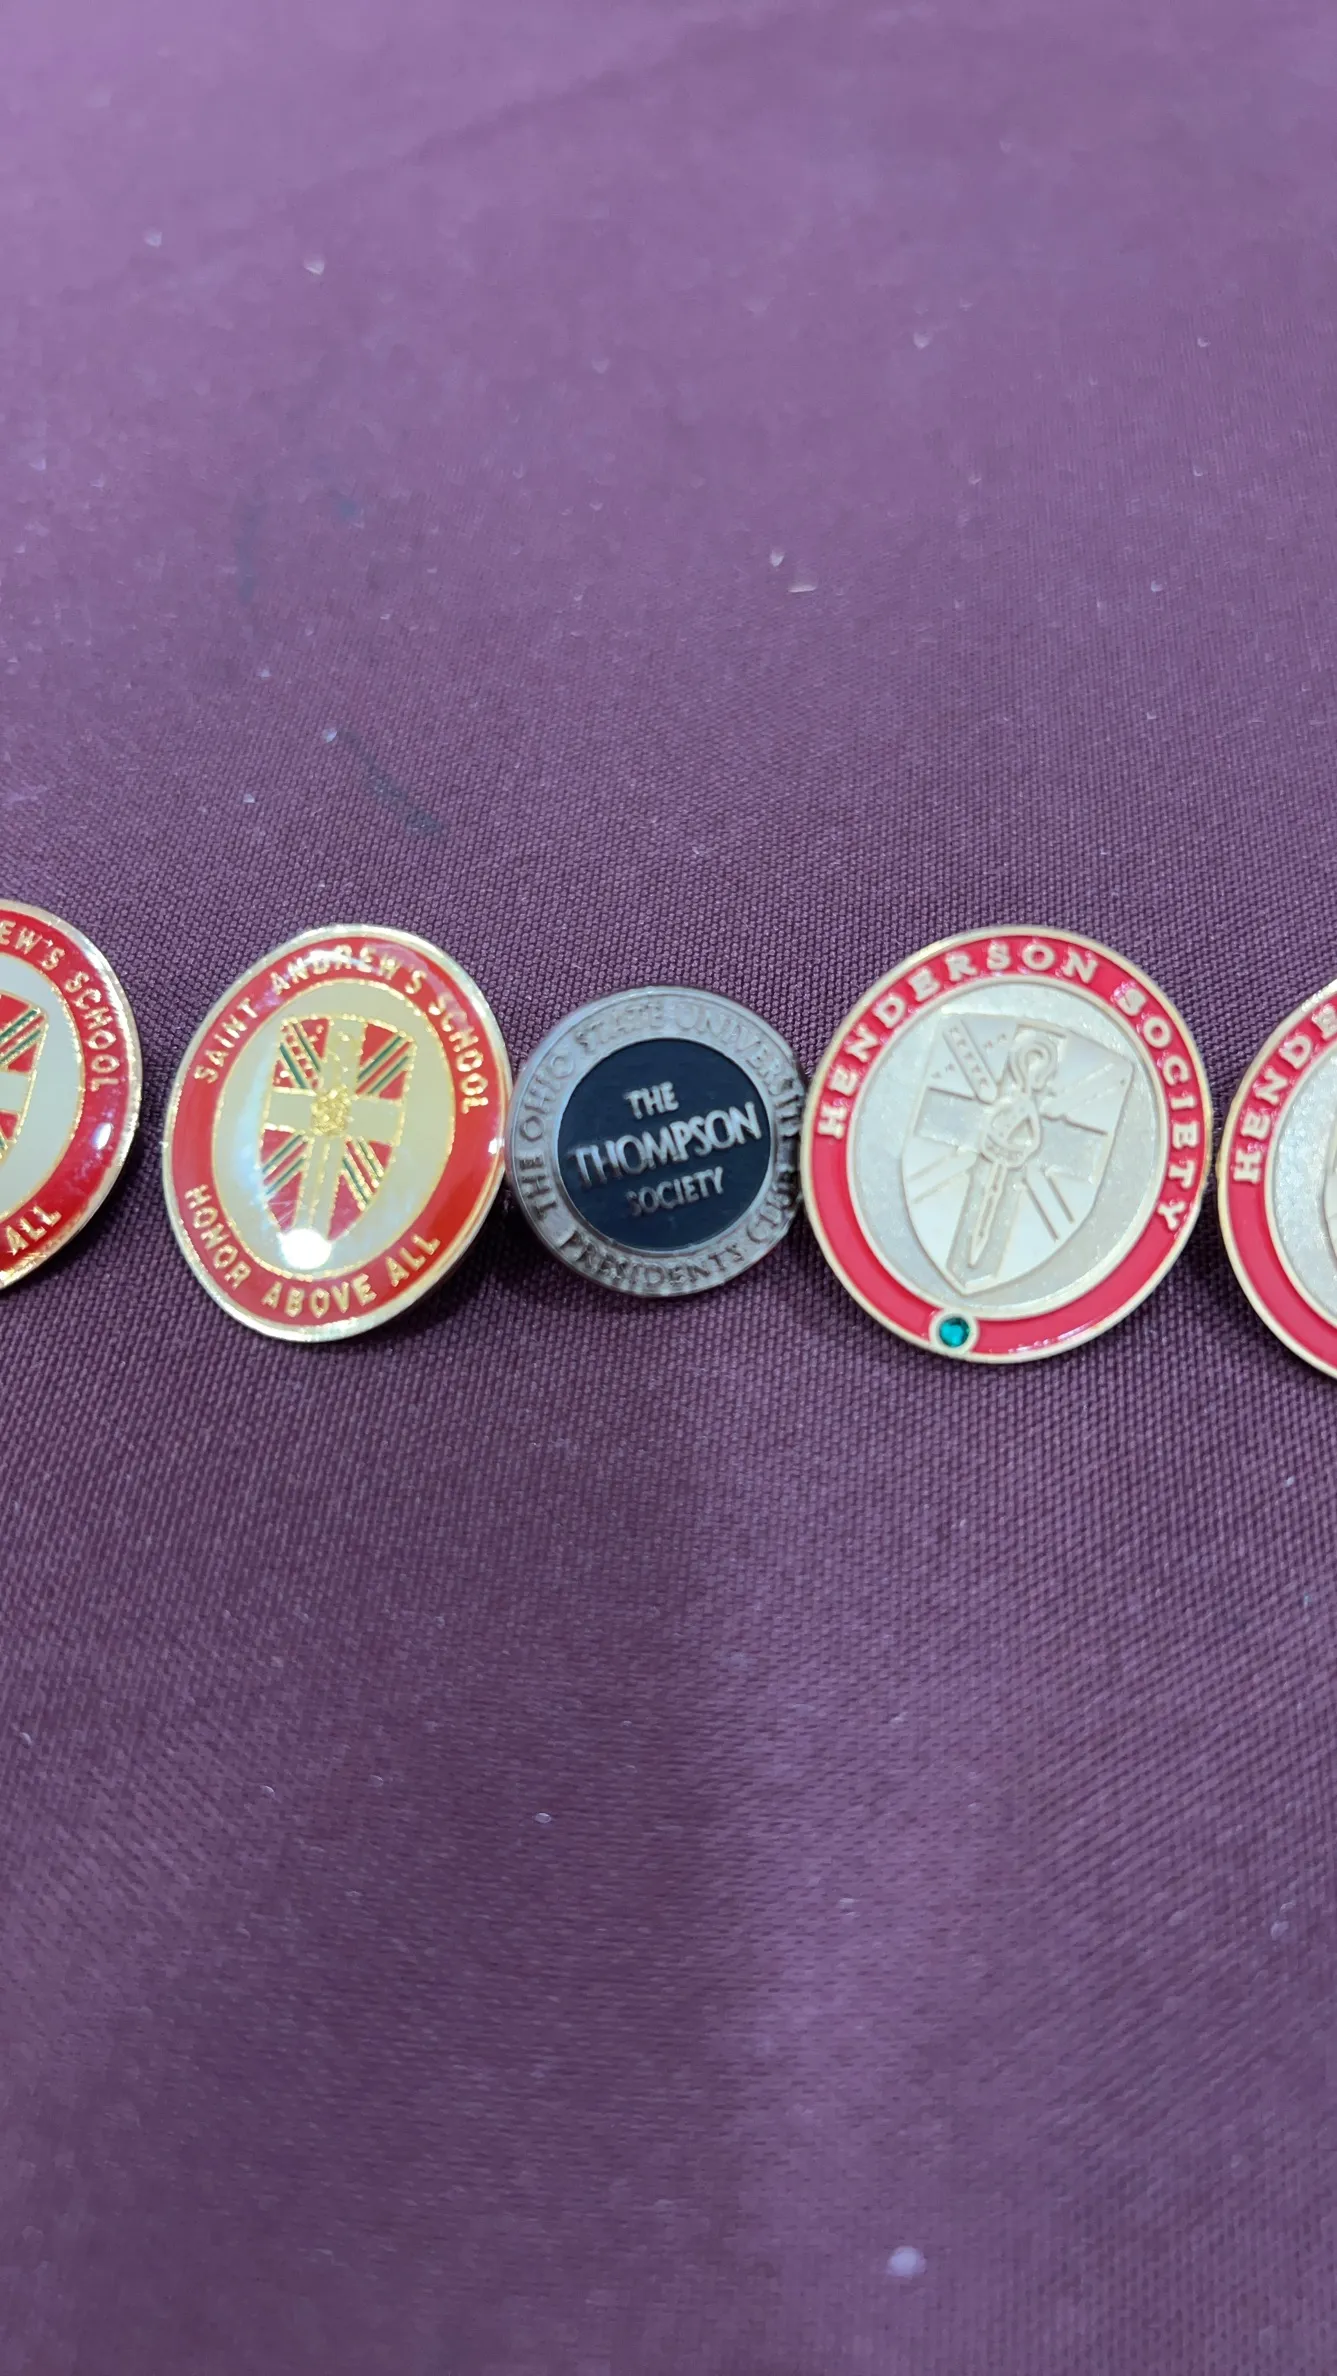 EW'S SCHOOL
ALL
SAINT ANDREW'S SCHOOL
HONOR ABOVE ALL
THE OHIO STATE UNIVERSITY
THE
THOMPSON
SOCIETY
PRESIDENTS CLUB
HENDERSON SOCIETY
HENDE